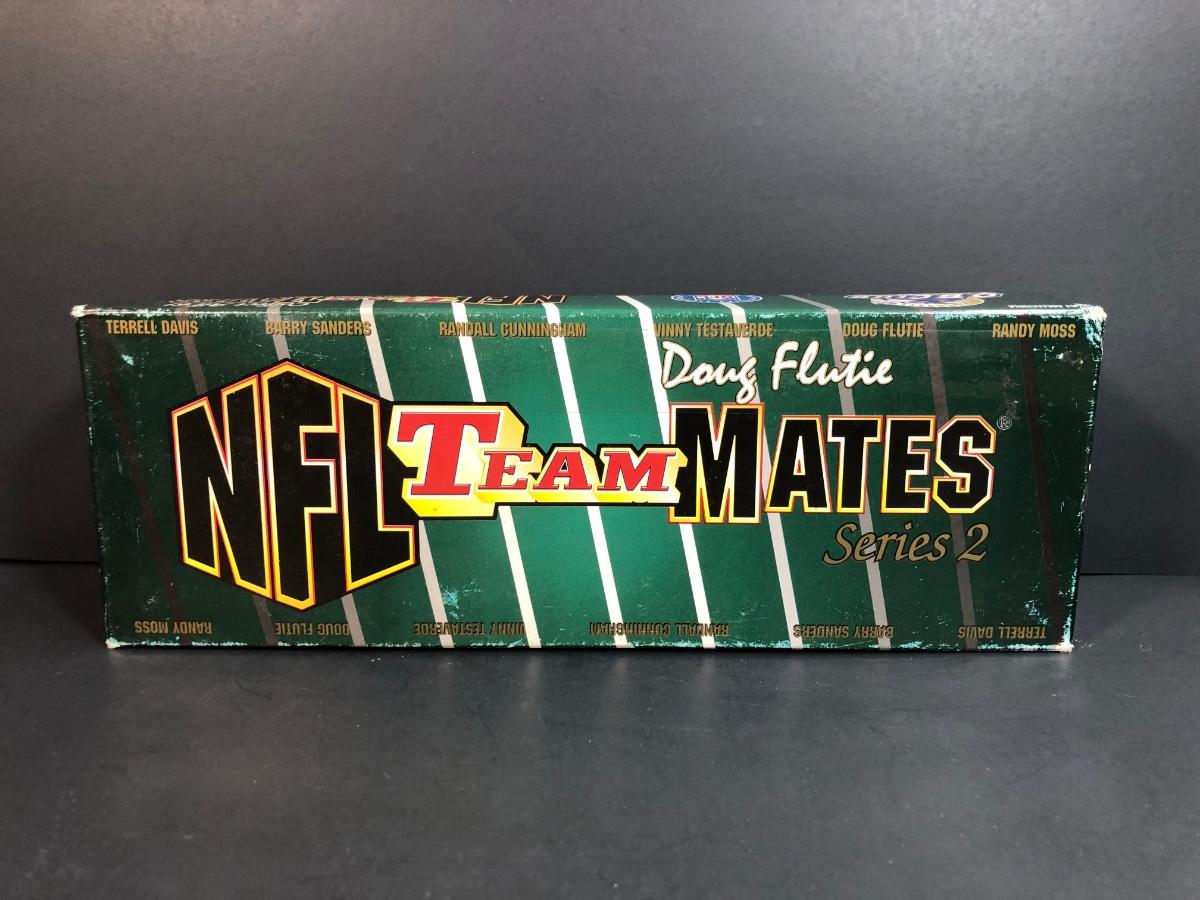 TERRELL DAVIS BARRY SANDERS RANDALL CUNNINGHAM VINNY TESTAVERDE DOUG FLUTIE RANDY MOSS
Doug Flutie
NFL TEAM MATES ®
Series 2
TERRELL DAVIS BARRY SANDERS RANDALL CUNNINGHAM VINNY TESTAVERDE DOUG FLUTIE RANDY MOSS